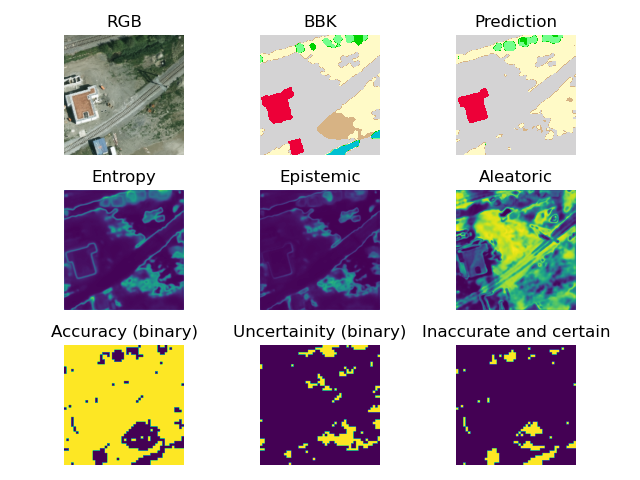 RGB
BBK
Prediction
Entropy
Epistemic
Aleatoric
Accuracy (binary)
Uncertainity (binary)
Inaccurate and certain